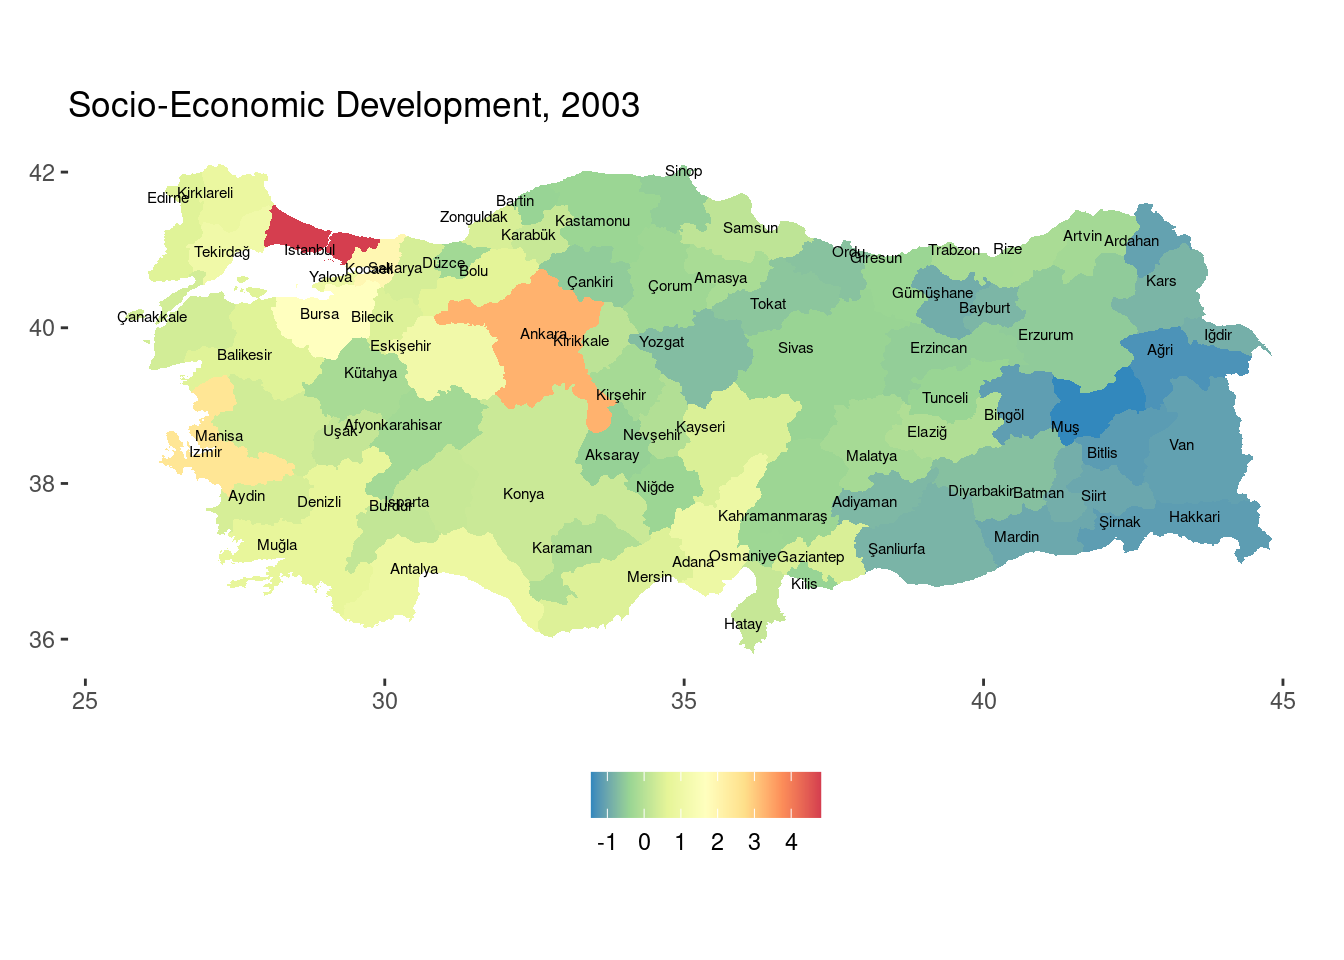 Socio-Economic Development, 2003
42
40
38
36
Sinop
Edirne
Kirklareli
Bartin
Zonguldak
Kastamonu
Karabük
Samsun
Artvin
Ardahan
Tekirdağ
Istanbul
Kocaeli
Sakarya
Düzce
Bolu
Yalova
Çankiri
Çorum
Amasya
Ordu
Giresun
Trabzon
Rize
Kars
Çanakkale
Bursa
Bilecik
Tokat
Gümüşhane
Bayburt
Balikesir
Eskişehir
Ankara
Kirikkale
Yozgat
Sivas
Erzincan
Erzurum
Ağri
Iğdir
Kütahya
Kirşehir
Tunceli
Bingöl
Muş
Manisa
Izmir
Uşak
Afyonkarahisar
Nevşehir
Kayseri
Aksaray
Elaziğ
Malatya
Bitlis
Van
Aydin
Denizli
Burdur
Isparta
Konya
Niğde
Kahramanmaraş
Adiyaman
Diyarbakir
Batman
Siirt
Şirnak
Hakkari
Muğla
Antalya
Karaman
Mersin
Adana
Osmaniye
Gaziantep
Kilis
Şanliurfa
Mardin
Hatay
25 30 35 40 45
-1 0 1 2 3 4